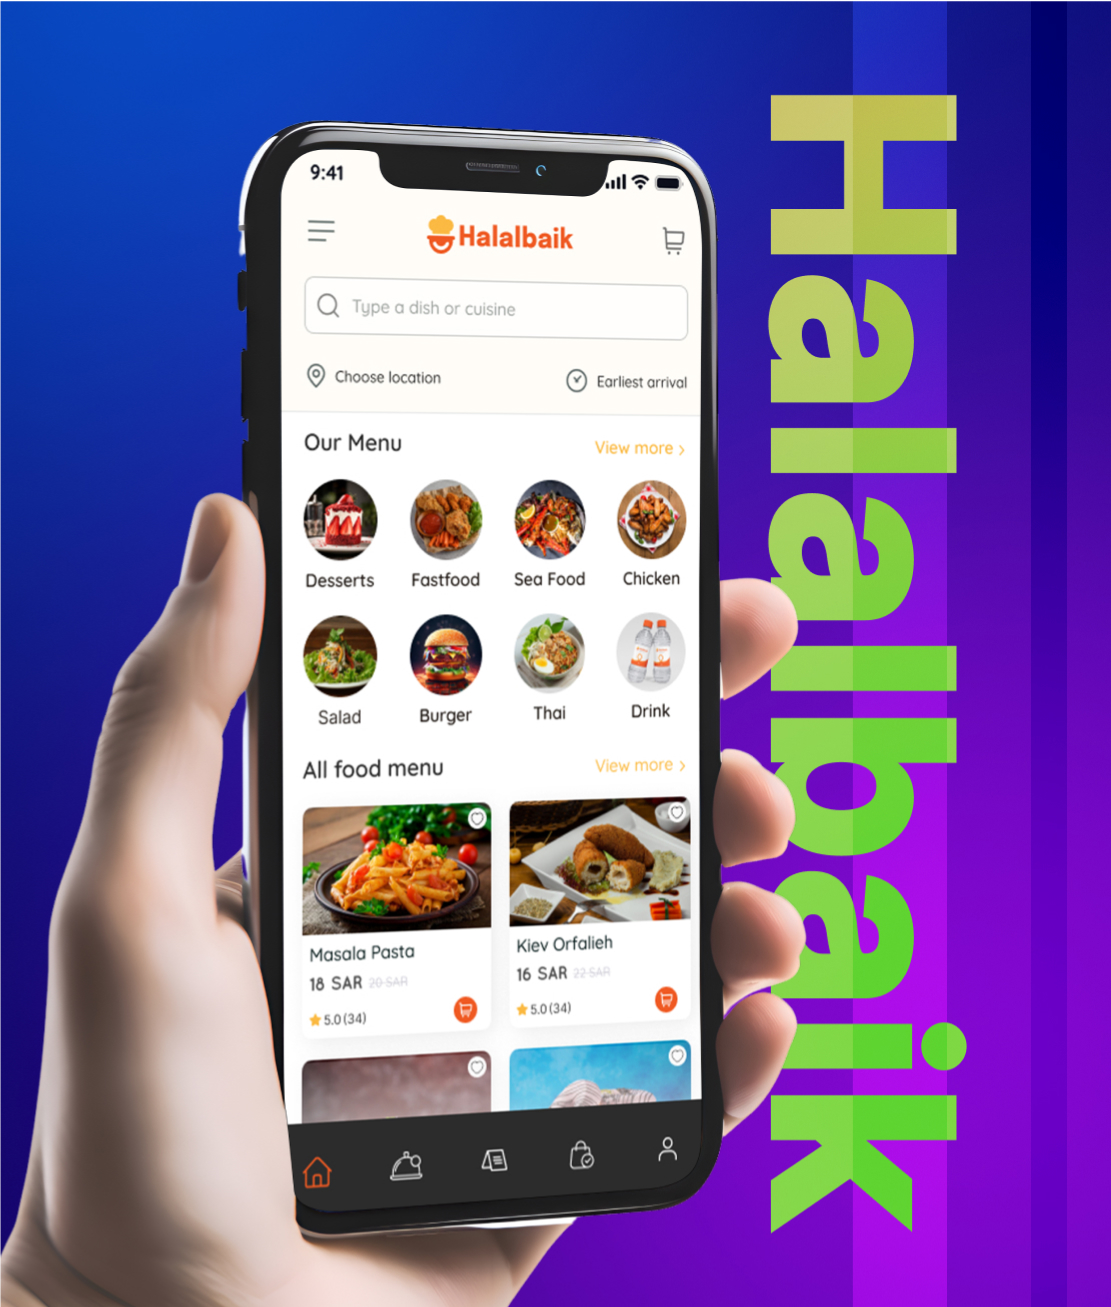 9:41
Halalbaik
Type a dish or cuisine
Choose location
Earliest arrival
Our Menu
View more >
Desserts
Fastfood
Sea Food
Chicken
Salad
Burger
Thai
Drink
All food menu
View more >
Masala Pasta
18 SAR 20 SAR
5.0 (34)
Kiev Orfalieh
16 SAR 22 SAR
5.0 (34)
Halalbaik